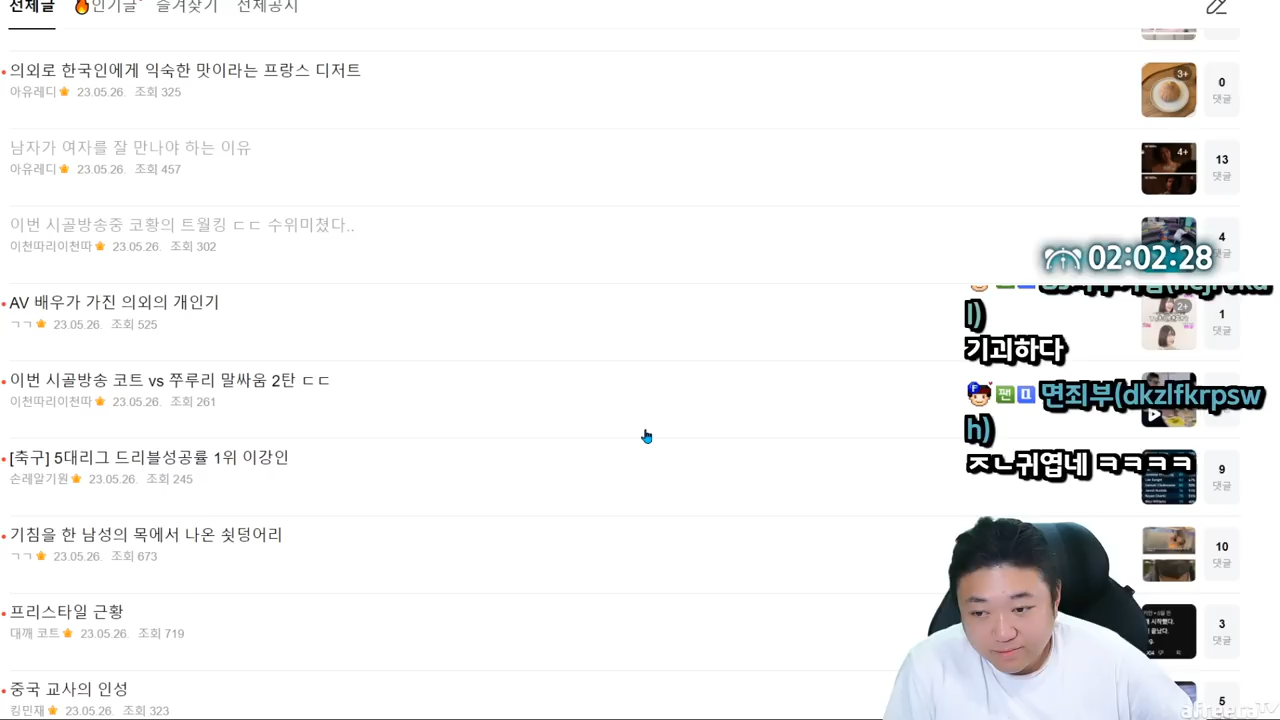 전체글 🔥인기글 즐겨찾기 전체공지
의외로 한국인에게 익숙한 맛이라는 프랑스 디저트
아유레디 23.05.26. 조회 325
3+
0
댓글
남자가 여자를 잘 만나야 하는 이유
아유레디 23.05.26. 조회 457
4+
13
댓글
이번 시골방송중 코황의 트월킹 ㄷㄷ 수위미쳤다..
이천따리이천따 23.05.26. 조회 302
4
02:02:28
AV 배우가 가진 의외의 개인기
ㄱㄱ 23.05.26. 조회 525
2+
1
댓글
l)
기괴하다
이번 시골방송 코트 vs 쭈루리 말싸움 2탄 ㄷㄷ
이천따리이천따 23.05.26. 조회 261
팬 면죄부(dkzlfkrpsw
h)
ㅈㄴ귀엽네 ㅋㅋㅋㅋ
[축구] 5대리그 드리블성공률 1위 이강인
23.05.26. 조회 249
9
댓글
기침을 한 남성의 목에서 나온 쇳덩어리
ㄱㄱ 23.05.26. 조회 673
10
댓글
프리스타일 근황
대깨 코트 23.05.26. 조회 719
3
댓글
중국 교사의 인성
킹민재 23.05.26. 조회 323
5
afreecaTV